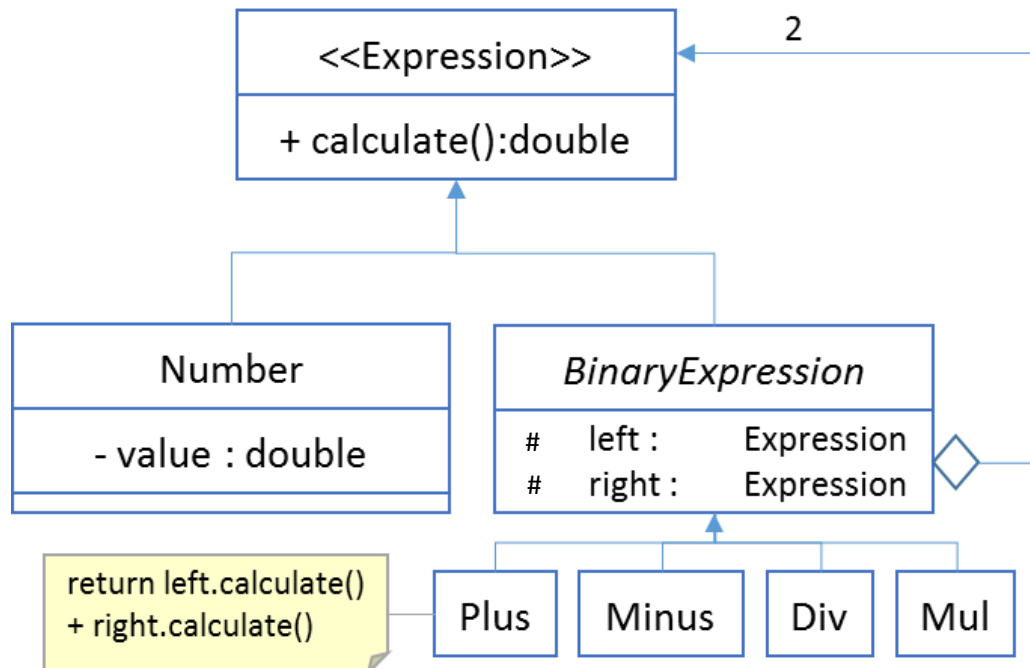 2
<<Expression>>
+ calculate():double
Number
- value : double
BinaryExpression
# left : Expression
# right : Expression
return left.calculate()
+ right.calculate()
Plus
Minus
Div
Mul